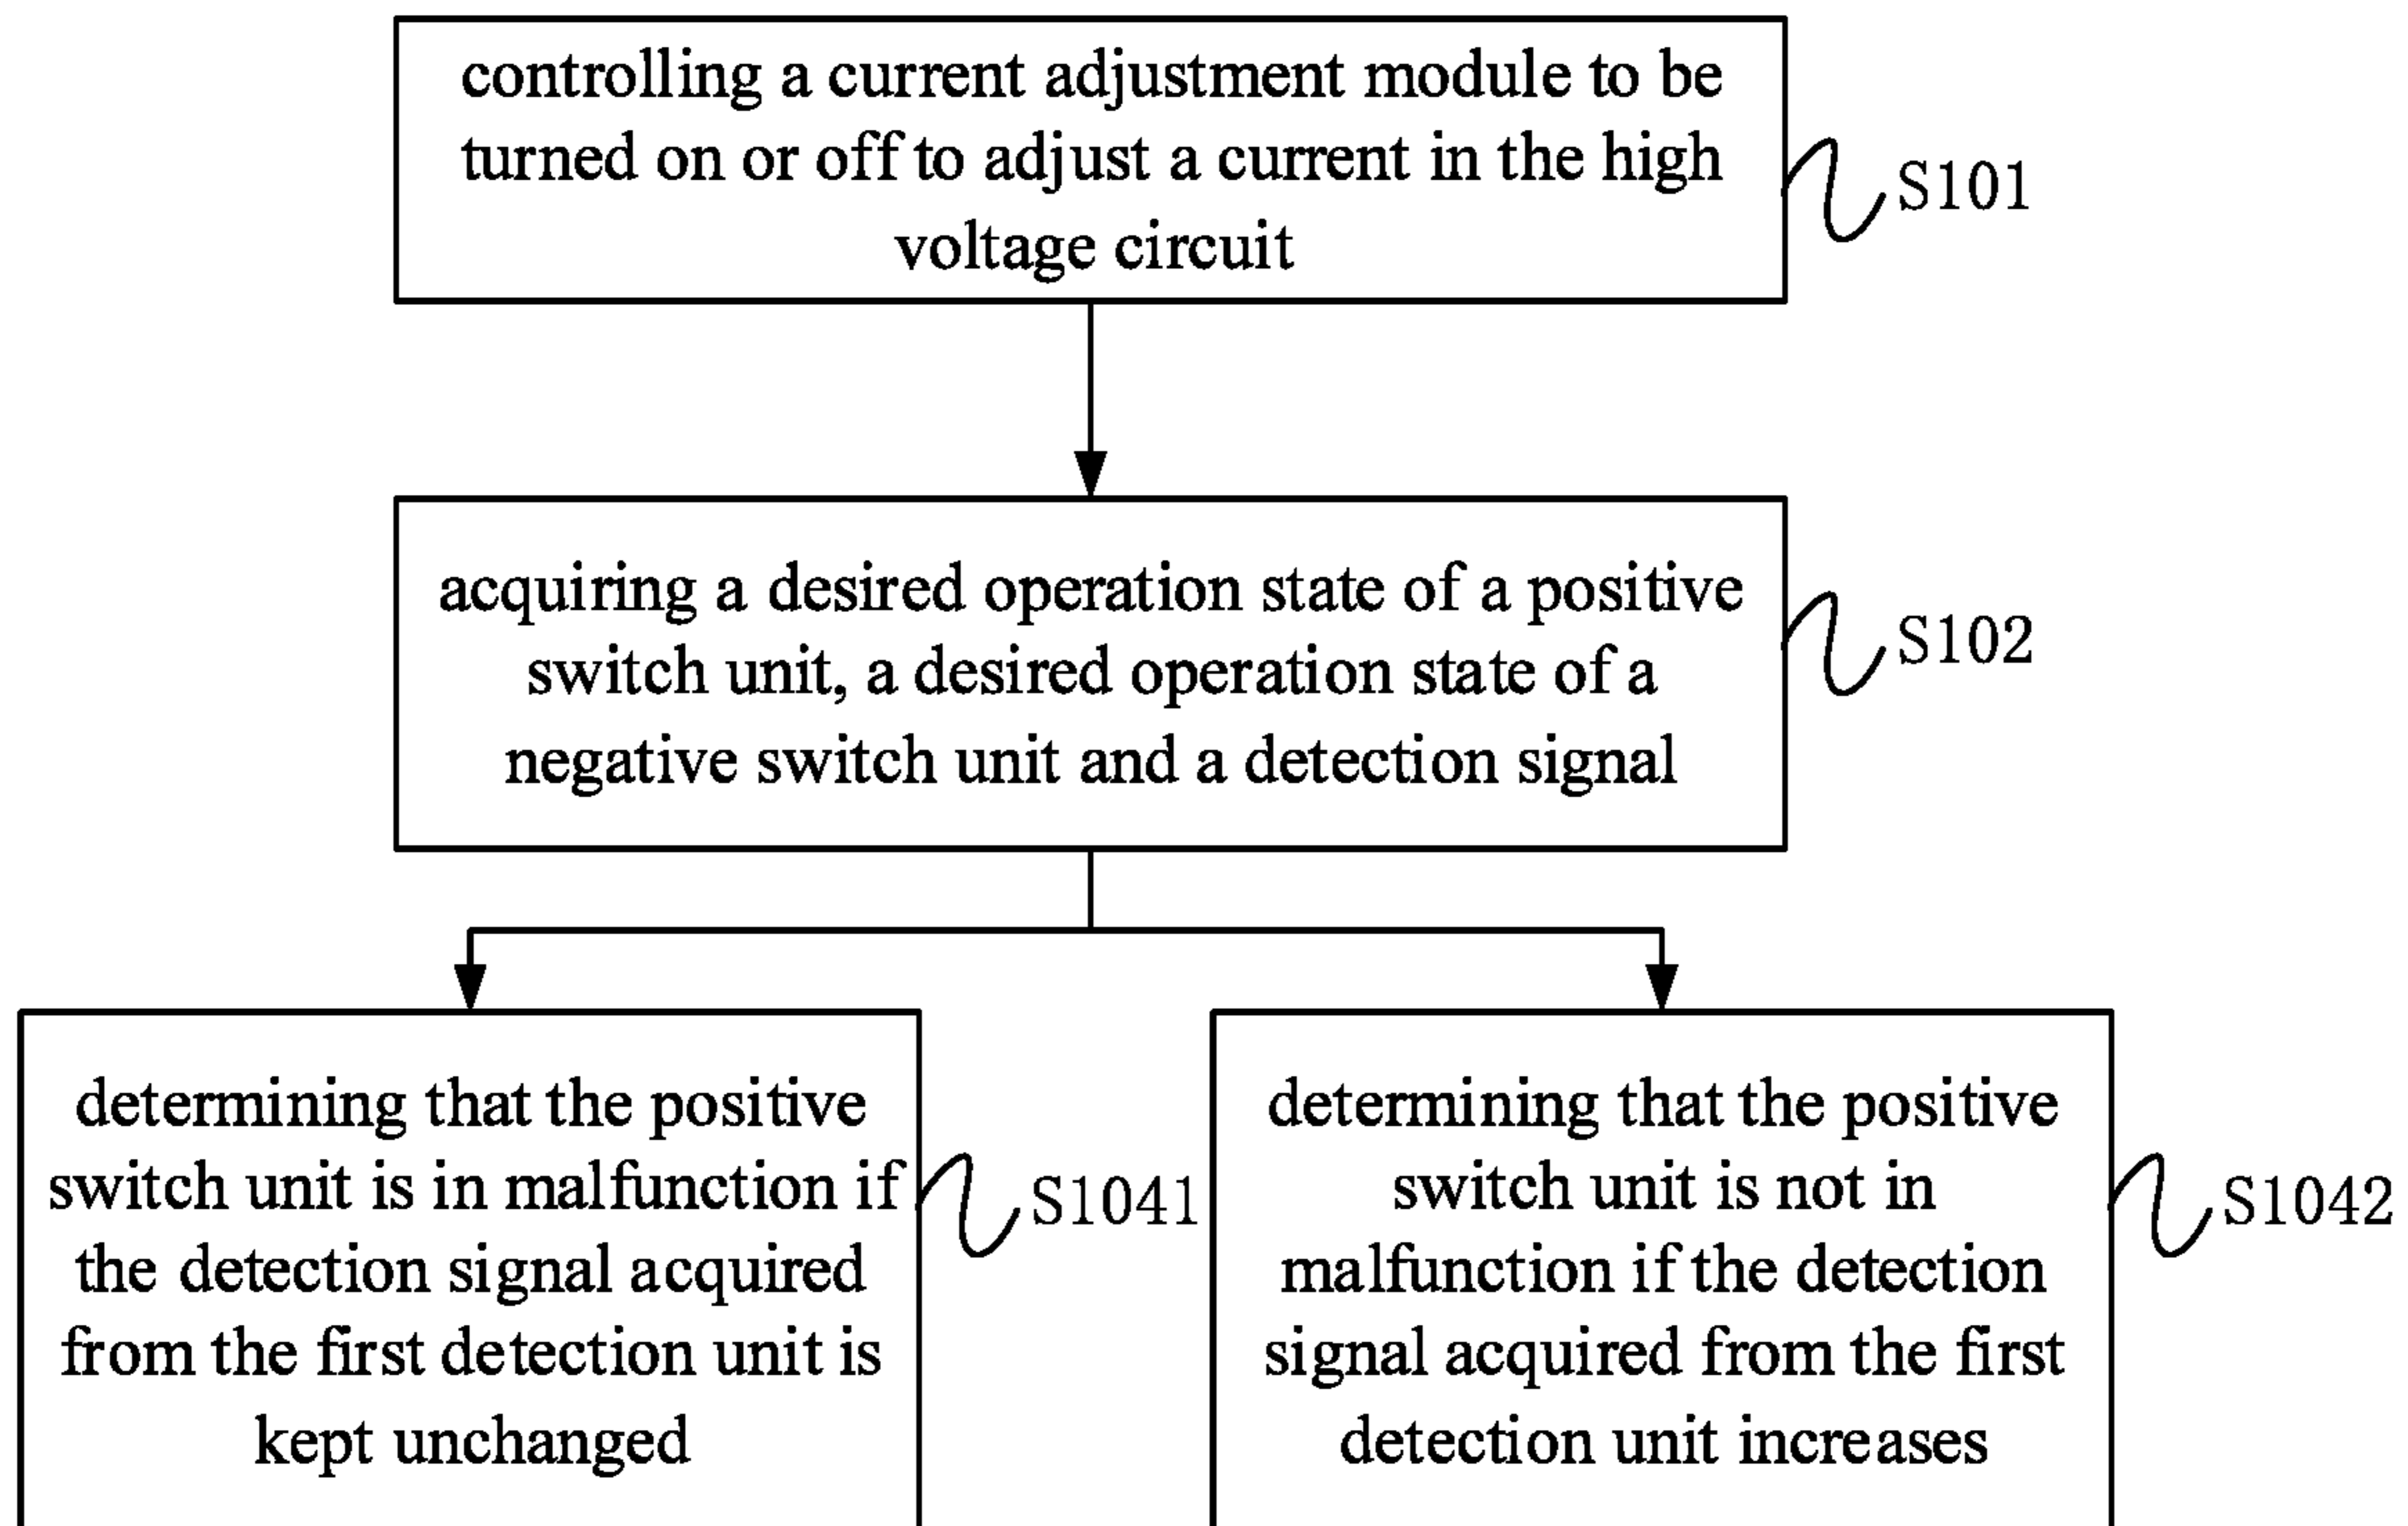 controlling a current adjustment module to be
turned on or off to adjust a current in the high
voltage circuit
S101
acquiring a desired operation state of a positive
switch unit, a desired operation state of a
negative switch unit and a detection signal
S102
determining that the positive
switch unit is in malfunction if
the detection signal acquired
from the first detection unit is
kept unchanged
S1041
determining that the positive
switch unit is not in
malfunction if the detection
signal acquired from the first
detection unit increases
S1042